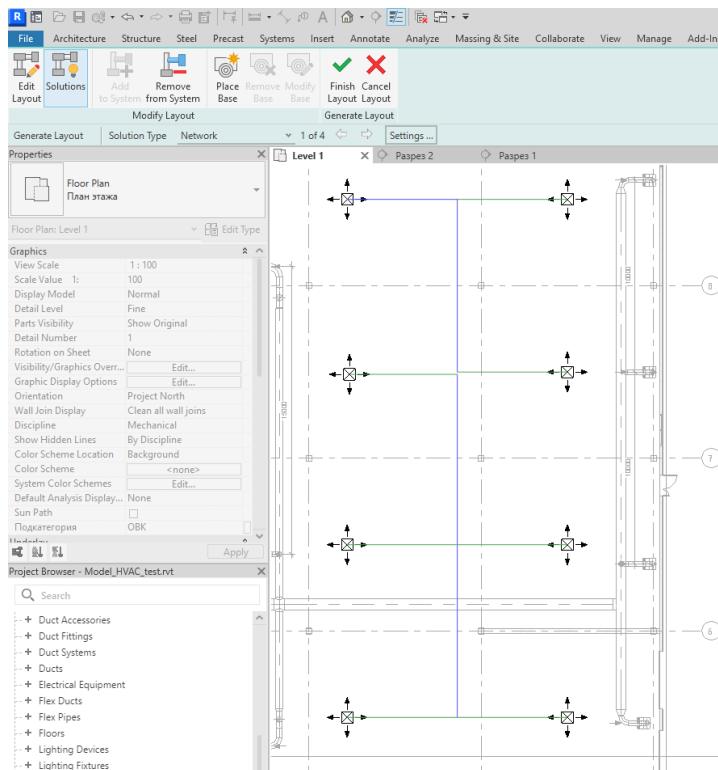 R
File Architecture Structure Steel Precast Systems Insert Annotate Analyze Massing & Site Collaborate View Manage Add-In
Edit Layout
Solutions
Add to System
Remove from System
Place Base
Remove Base
Modify Base
Finish Layout
Cancel Layout
Modify Layout
Generate Layout
Generate Layout Solution Type Network 1 of 4 Settings ...
Properties
Level 1 X Разрез 2 Разрез 1
Floor Plan
План этажа
Floor Plan: Level 1 Edit Type
Graphics
View Scale 1 : 100
Scale Value 1: 100
Display Model Normal
Detail Level Fine
Parts Visibility Show Original
Detail Number 1
Rotation on Sheet None
Visibility/Graphics Overr... Edit...
Graphic Display Options Edit...
Orientation Project North
Wall Join Display Clean all wall joins
Discipline Mechanical
Show Hidden Lines By Discipline
Color Scheme Location Background
Color Scheme <none>
System Color Schemes Edit...
Default Analysis Display... None
Sun Path
Подкатегория ОВК
Underlay
Apply
Project Browser - Model_HVAC_test.rvt
Search
Duct Accessories
Duct Fittings
Duct Systems
Ducts
Electrical Equipment
Flex Ducts
Flex Pipes
Floors
Lighting Devices
Lighting Fixtures
8
7
6